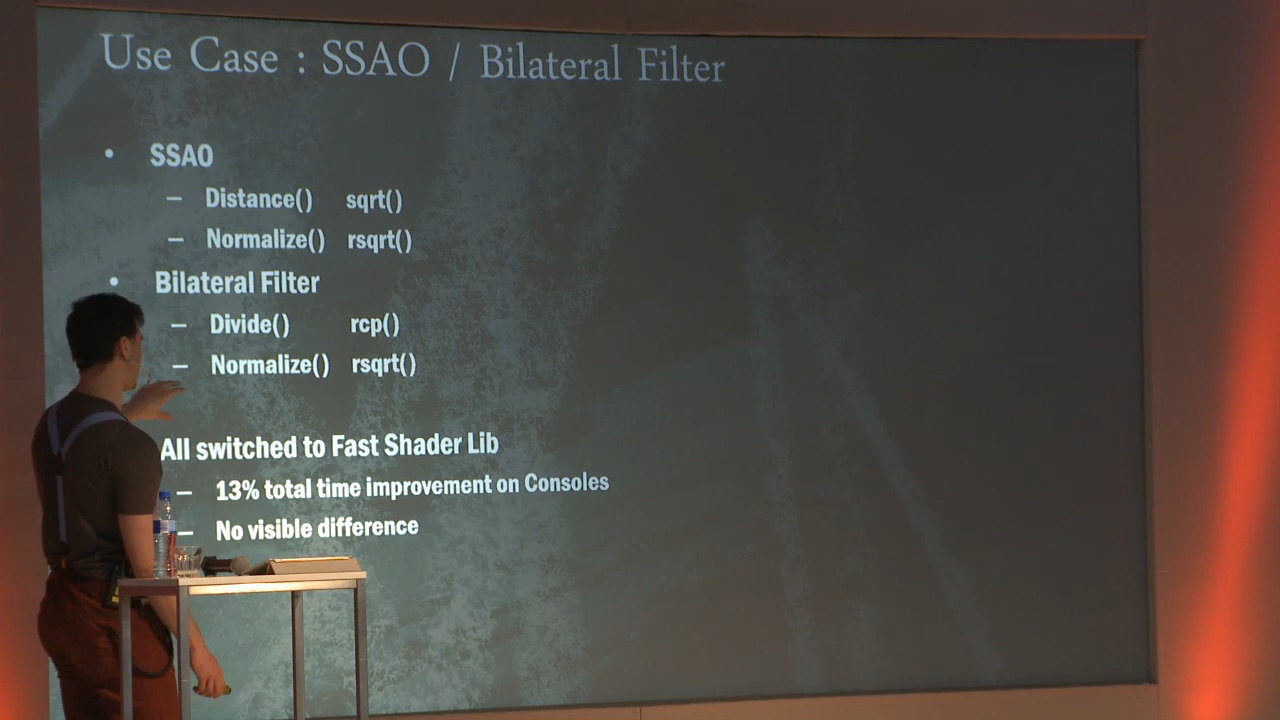 Use Case : SSAO / Bilateral Filter
• SSAO
– Distance() sqrt()
– Normalize() rsqrt()
• Bilateral Filter
– Divide() rcp()
– Normalize() rsqrt()
All switched to Fast Shader Lib
– 13% total time improvement on Consoles
– No visible difference